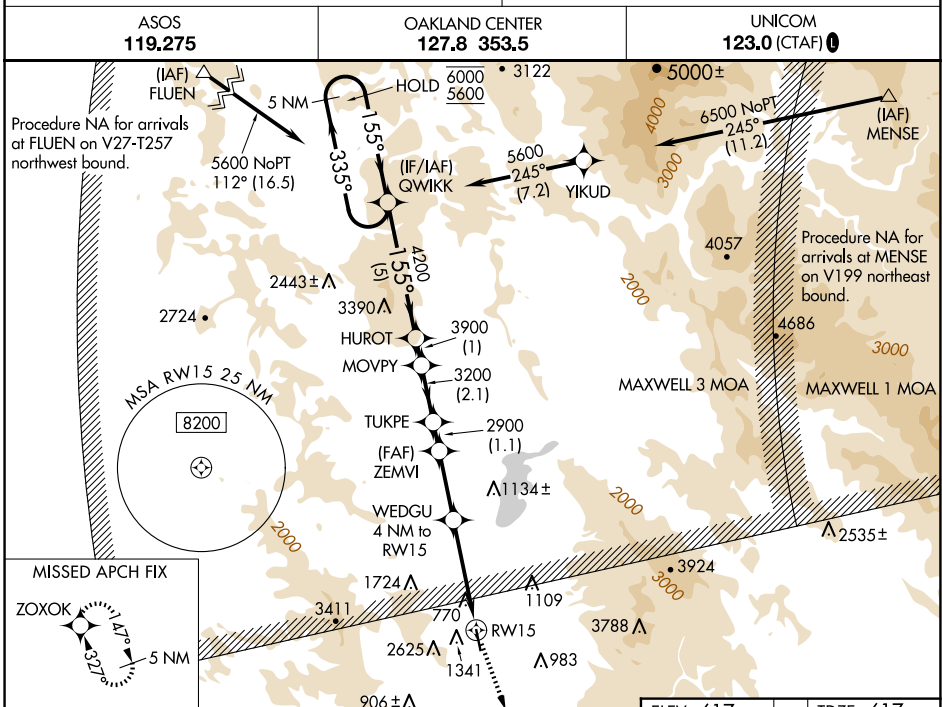 ASOS
119.275
OAKLAND CENTER
127.8 353.5
UNICOM
123.0 (CTAF) L
(IAF)
FLUEN
5 NM
HOLD
6000
5600
3122
5000±
4000
6500 NoPT
245°
(11.2)
(IAF)
MENSE
Procedure NA for arrivals
at FLUEN on V27-T257
northwest bound.
5600 NoPT
112° (16.5)
155°
335°
(IF/IAF)
QWIKK
5600
245°
(7.2)
YIKUD
3000
4057
Procedure NA for
arrivals at MENSE
on V199 northeast
bound.
4200
155°
(5)
2443±
2000
2724
3390
HUROT
3900
(1)
4686
3000
MOVPY
3200
(2.1)
MAXWELL 3 MOA
MAXWELL 1 MOA
MSA RW15 25 NM
8200
TUKPE
2900
(1.1)
(FAF)
ZEMVI
1134±
WEDGU
4 NM to
RW15
2000
2000
2535±
MISSED APCH FIX
ZOXOK
147°
327°
5 NM
1724
3924
3000
1109
770
3411
RW15
3788
2625
1341
983
906±
ELEV 617
TDZE 617